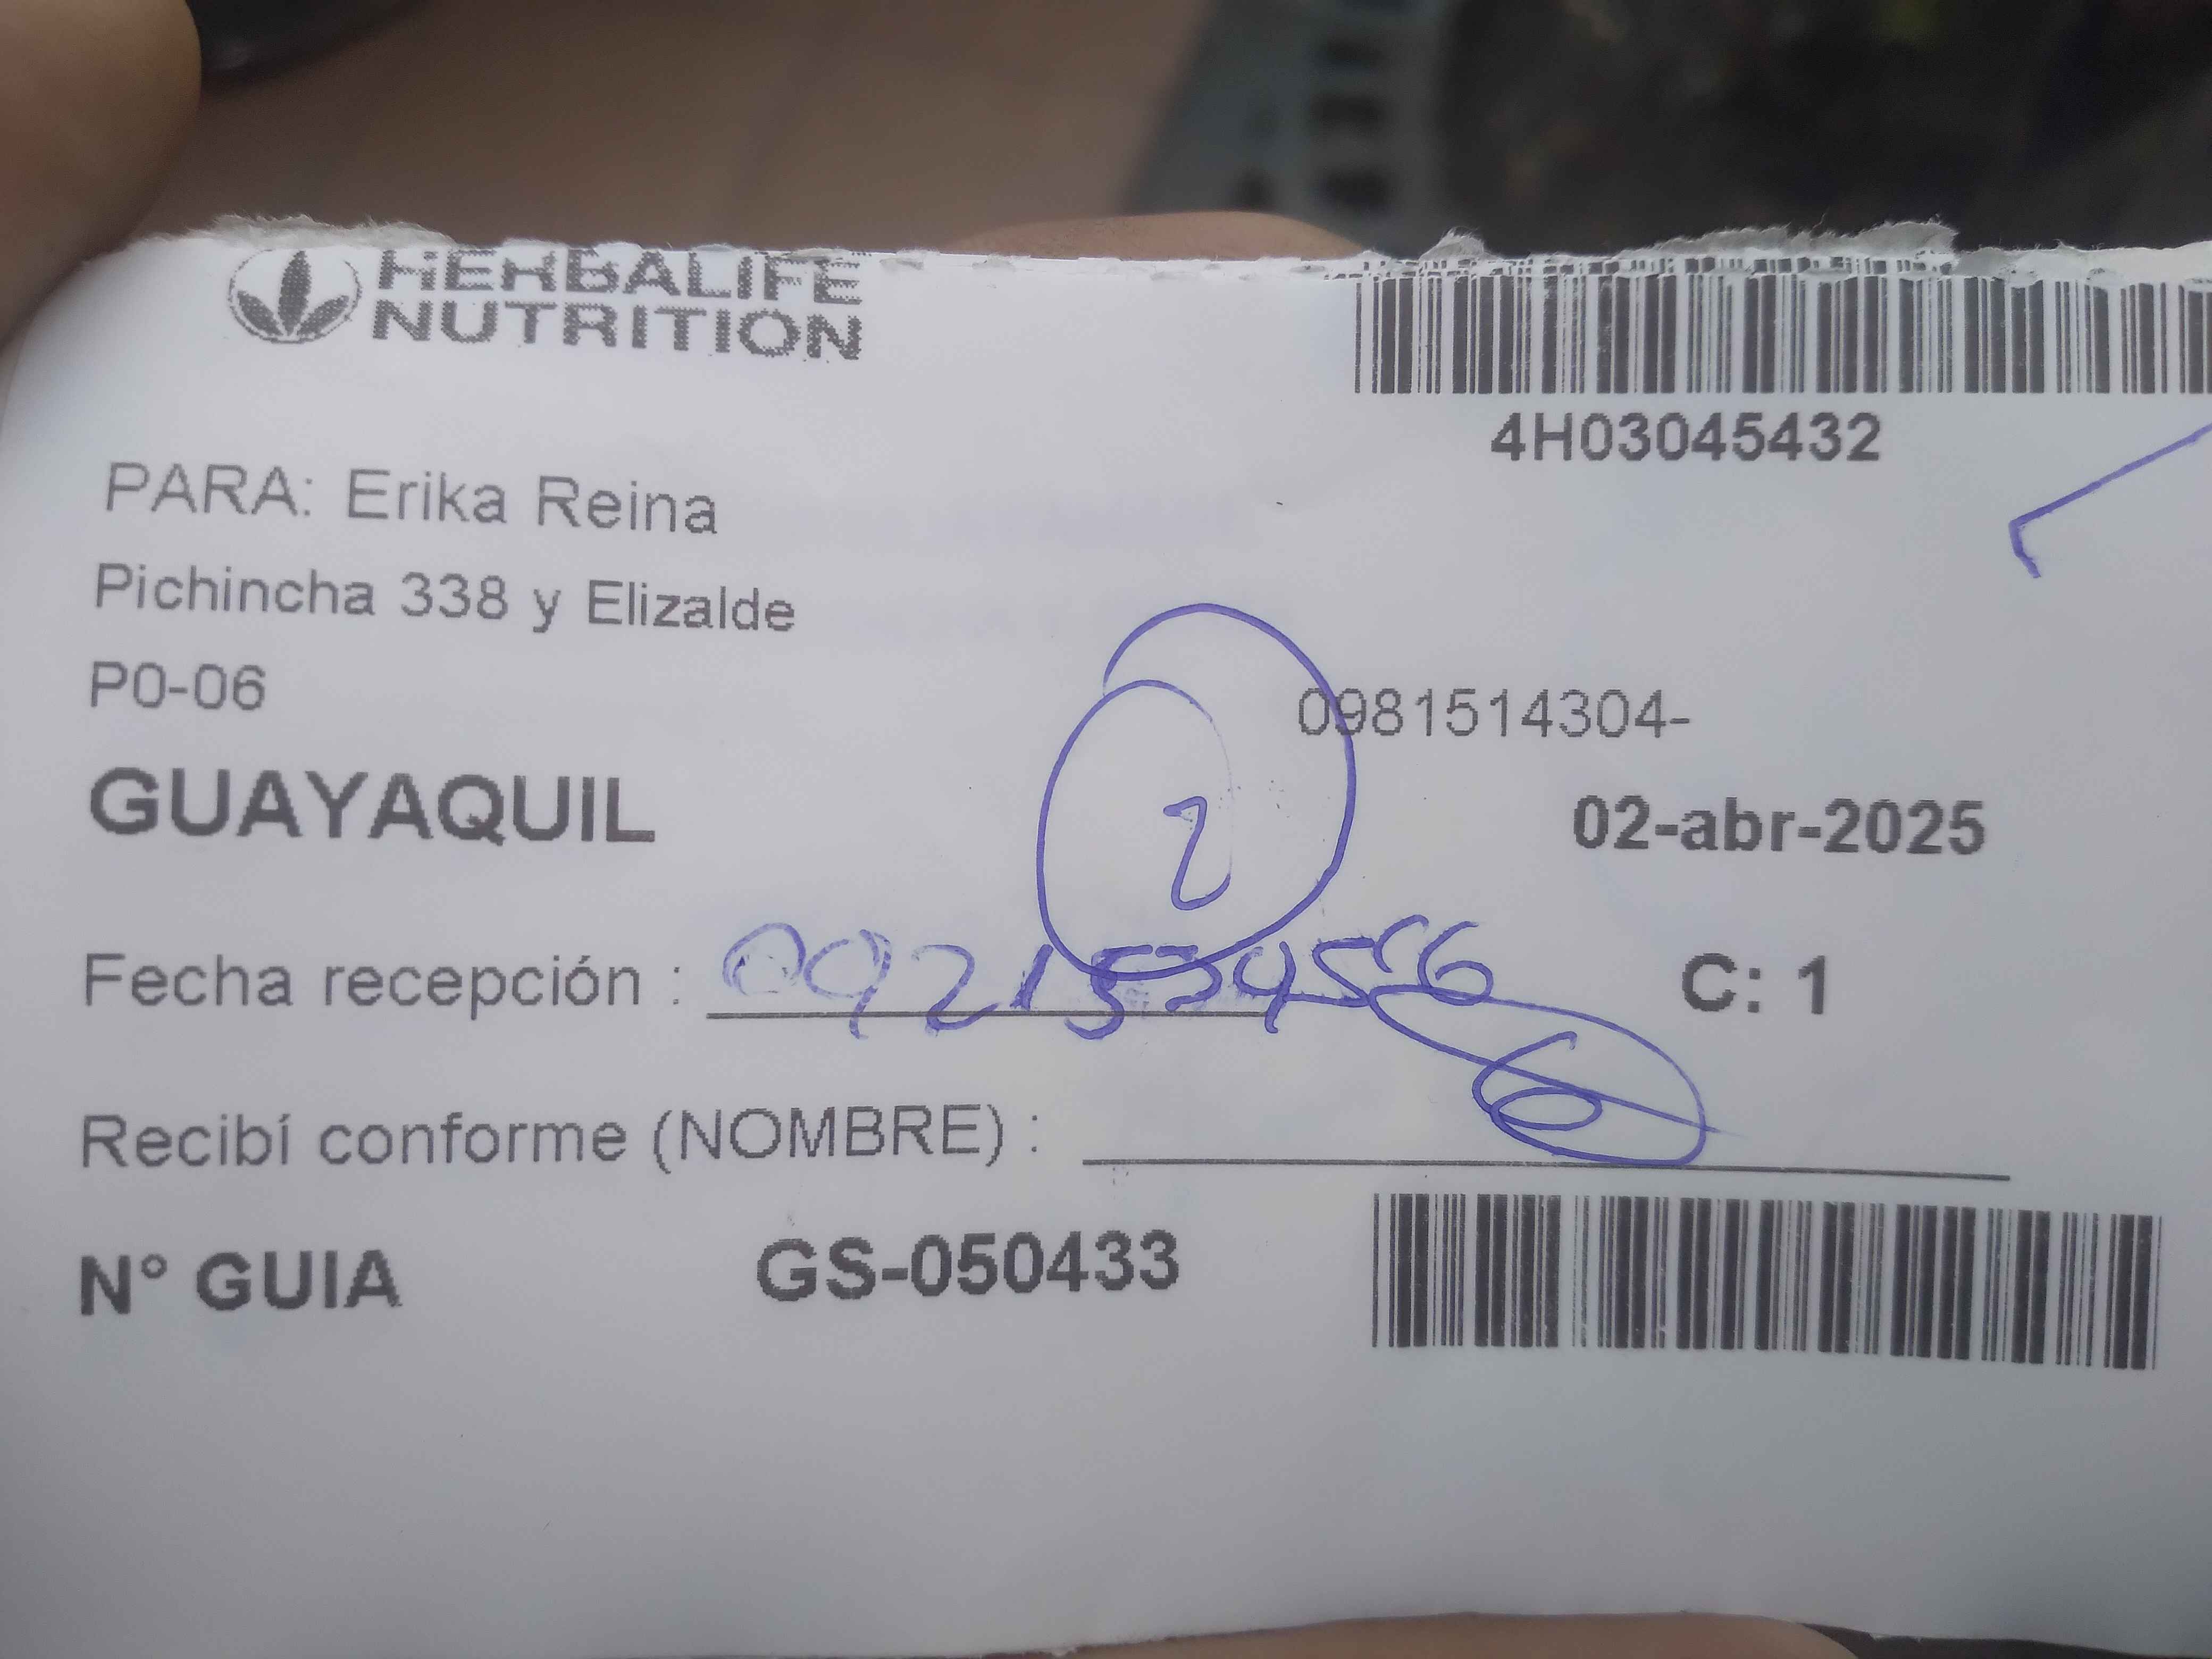 HERBALIFE
NUTRITION
4H03045432
PARA: Erika Reina
Pichincha 338 y Elizalde
P0-06
0981514304-
GUAYAQUIL
2
02-abr-2025
Fecha recepción :
C: 1
Recibí conforme (NOMBRE) :
N° GUIA GS-050433